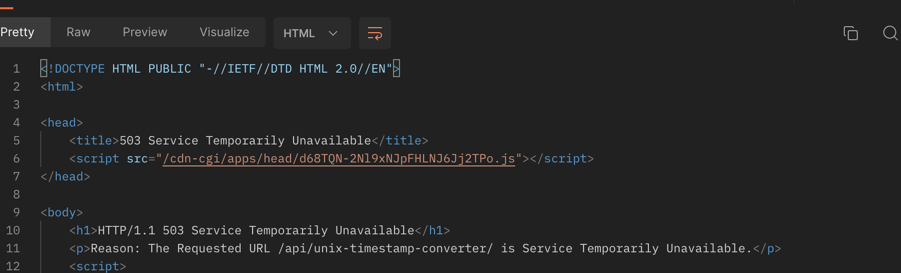 Pretty Raw Preview Visualize HTML
1 <!DOCTYPE HTML PUBLIC "-//IETF//DTD HTML 2.0//EN">
2 <html>
3
4 <head>
5 <title>503 Service Temporarily Unavailable</title>
6 <script src="/cdn-cgi/apps/head/d68TQN-2Nl9xNJpFHLNJ6Jj2TPo.js"></script>
7 </head>
8
9 <body>
10 <h1>HTTP/1.1 503 Service Temporarily Unavailable</h1>
11 <p>Reason: The Requested URL /api/unix-timestamp-converter/ is Service Temporarily Unavailable.</p>
12 <script>